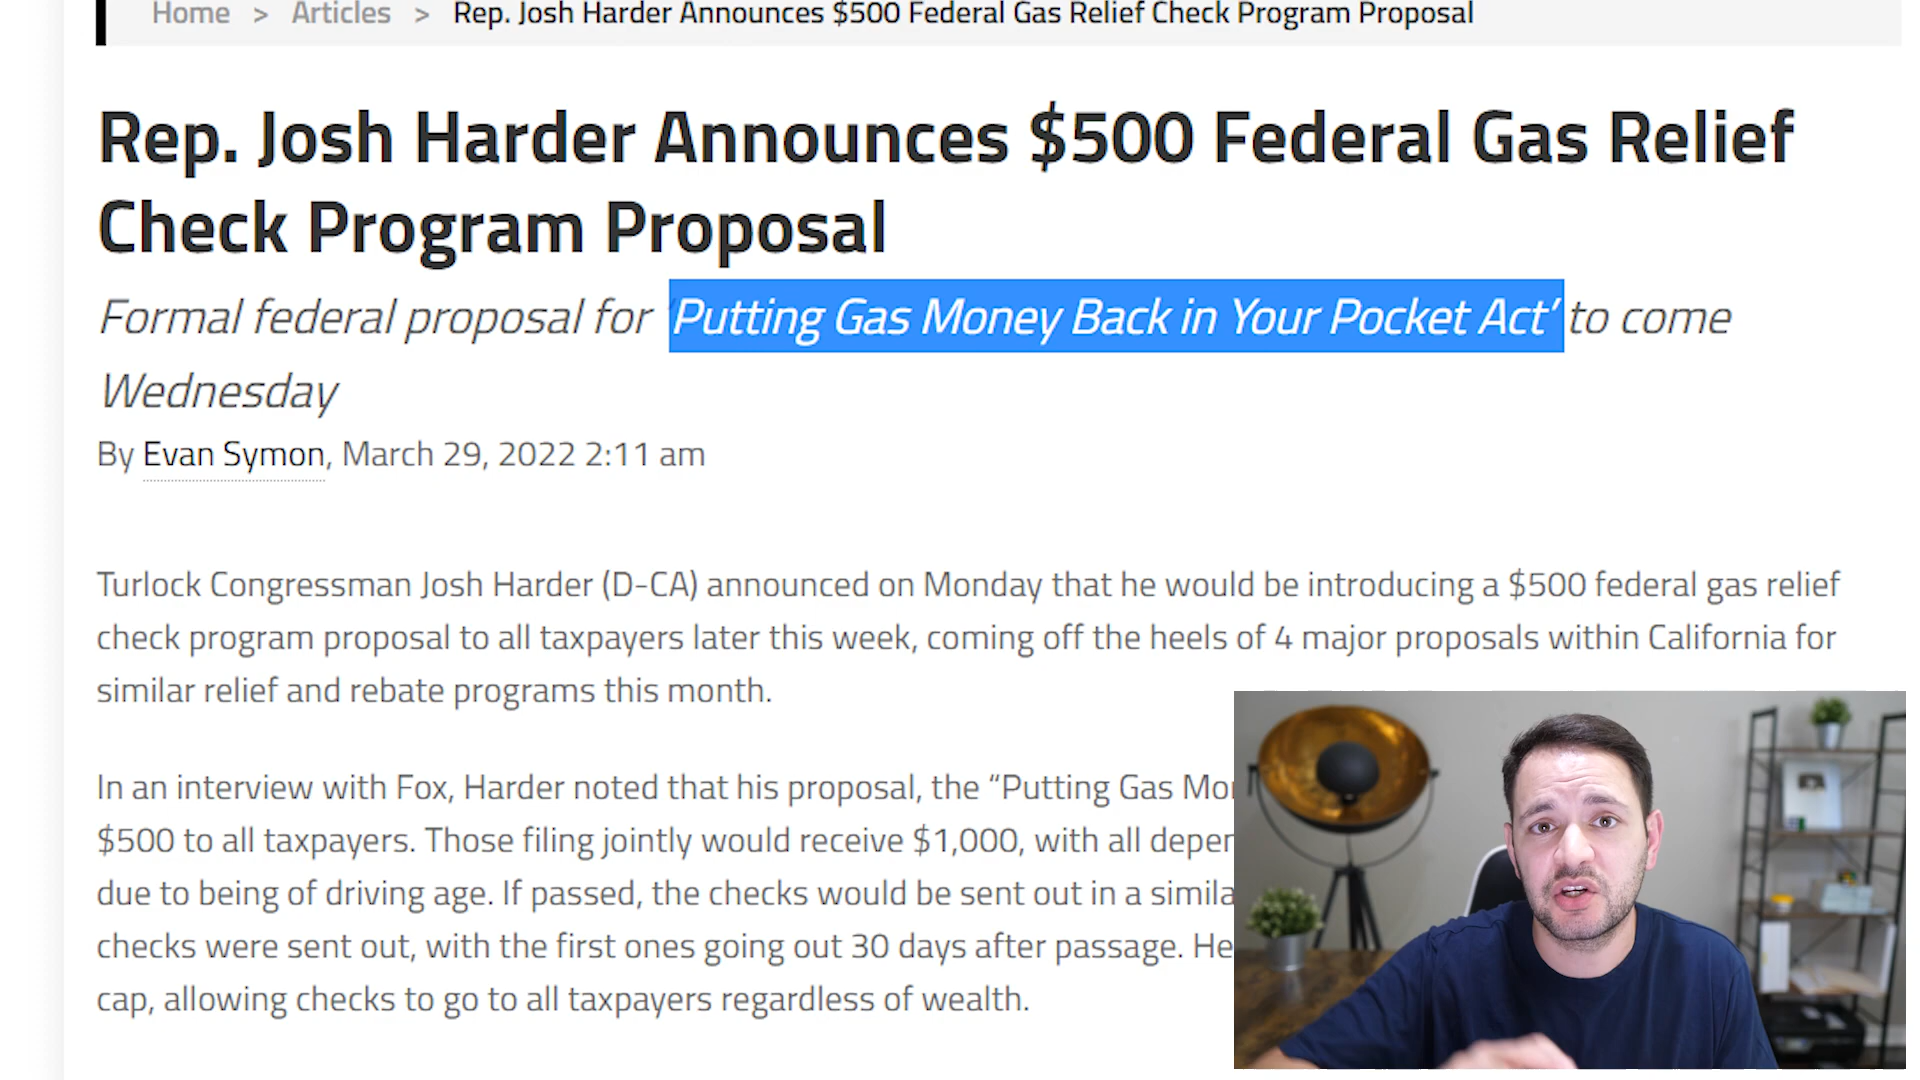 Home > Articles > Rep. Josh Harder Announces $500 Federal Gas Relief Check Program Proposal
Rep. Josh Harder Announces $500 Federal Gas Relief
Check Program Proposal
Formal federal proposal for ‘Putting Gas Money Back in Your Pocket Act’ to come
Wednesday
By Evan Symon, March 29, 2022 2:11 am
Turlock Congressman Josh Harder (D-CA) announced on Monday that he would be introducing a $500 federal gas relief
check program proposal to all taxpayers later this week, coming off the heels of 4 major proposals within California for
similar relief and rebate programs this month.
In an interview with Fox, Harder noted that his proposal, the “Putting Gas
$500 to all taxpayers. Those filing jointly would receive $1,000, with all
due to being of driving age. If passed, the checks would be sent out in a
checks were sent out, with the first ones going out 30 days after passage. He
cap, allowing checks to go to all taxpayers regardless of wealth.